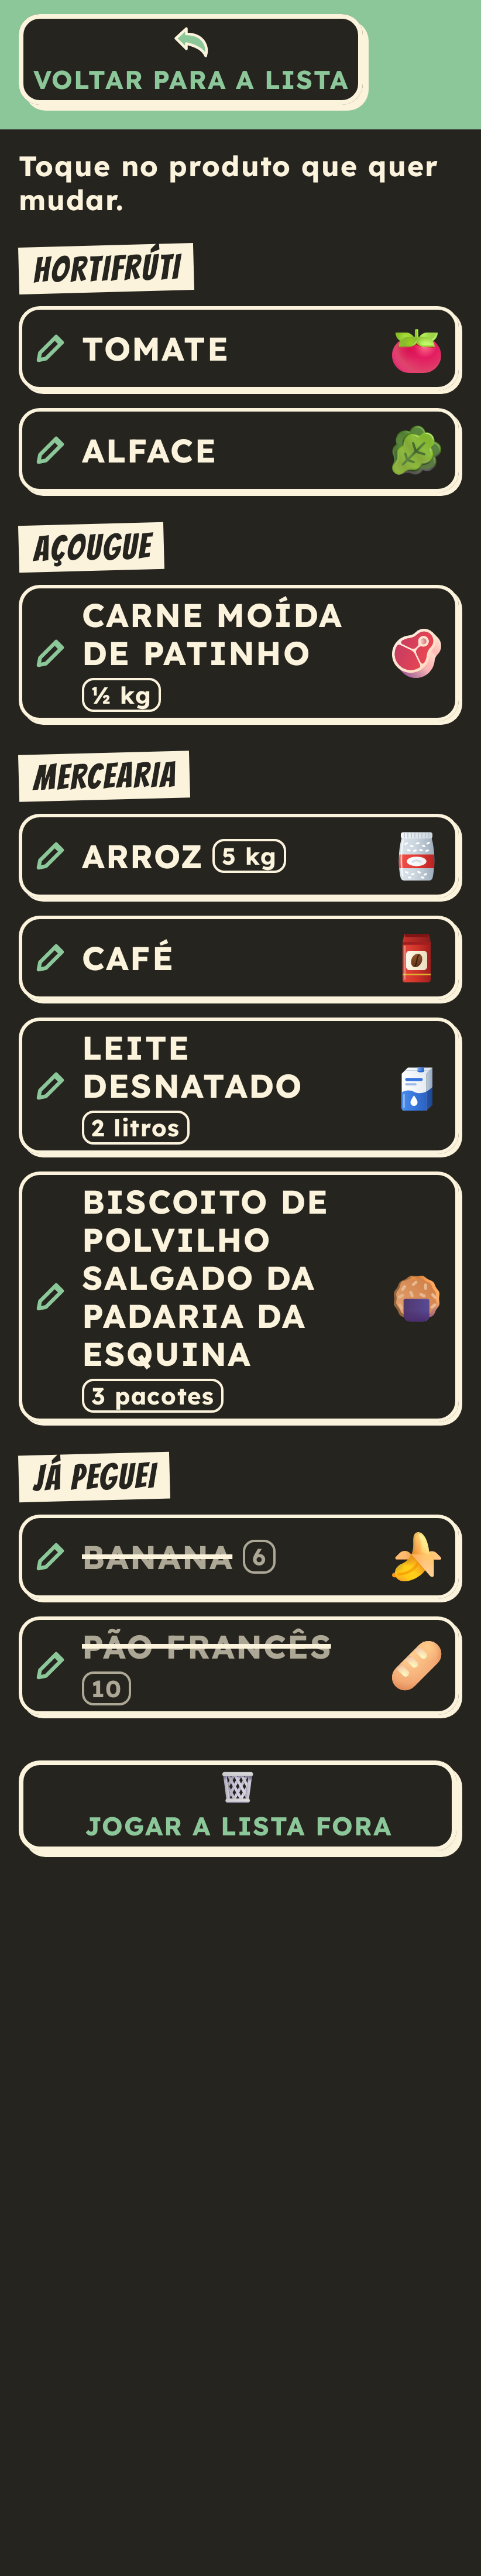 VOLTAR PARA A LISTA
Toque no produto que quer
mudar.
HORTIFRÚTI
TOMATE
ALFACE
AÇOUGUE
CARNE MOÍDA
DE PATINHO
½ kg
MERCEARIA
ARROZ 5 kg
CAFÉ
LEITE
DESNATADO
2 litros
BISCOITO DE
POLVILHO
SALGADO DA
PADARIA DA
ESQUINA
3 pacotes
JÁ PEGUEI
BANANA 6
PÃO FRANCÊS
10
JOGAR A LISTA FORA